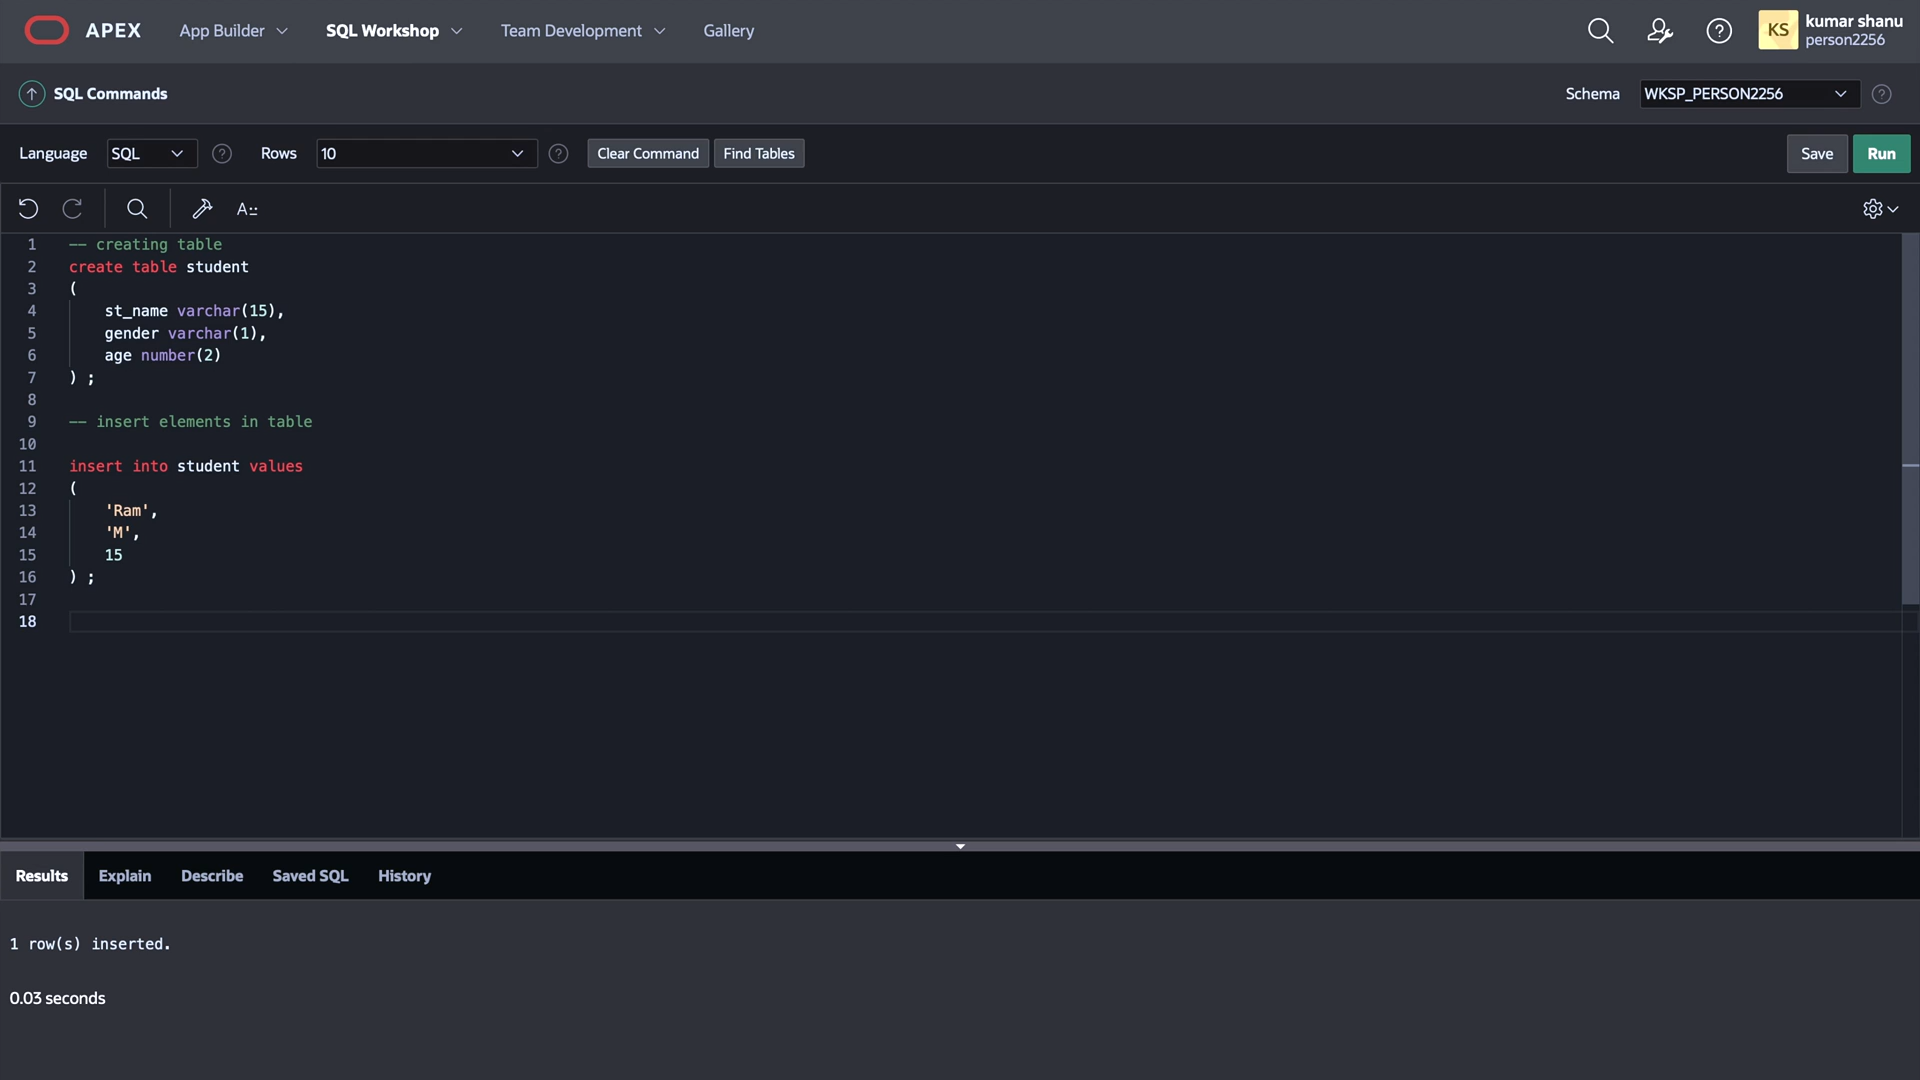 APEX App Builder SQL Workshop Team Development Gallery KS kumar shanu
person2256
SQL Commands Schema WKSP_PERSON2256
Language SQL Rows 10 Clear Command Find Tables Save Run
A
1 -- creating table
2 create table student
3 (
4 st_name varchar(15),
5 gender varchar(1),
6 age number(2)
7 ) ;
8
9 -- insert elements in table
10
11 insert into student values
12 (
13 'Ram',
14 'M',
15 15
16 ) ;
17
18
Results Explain Describe Saved SQL History
1 row(s) inserted.
0.03 seconds